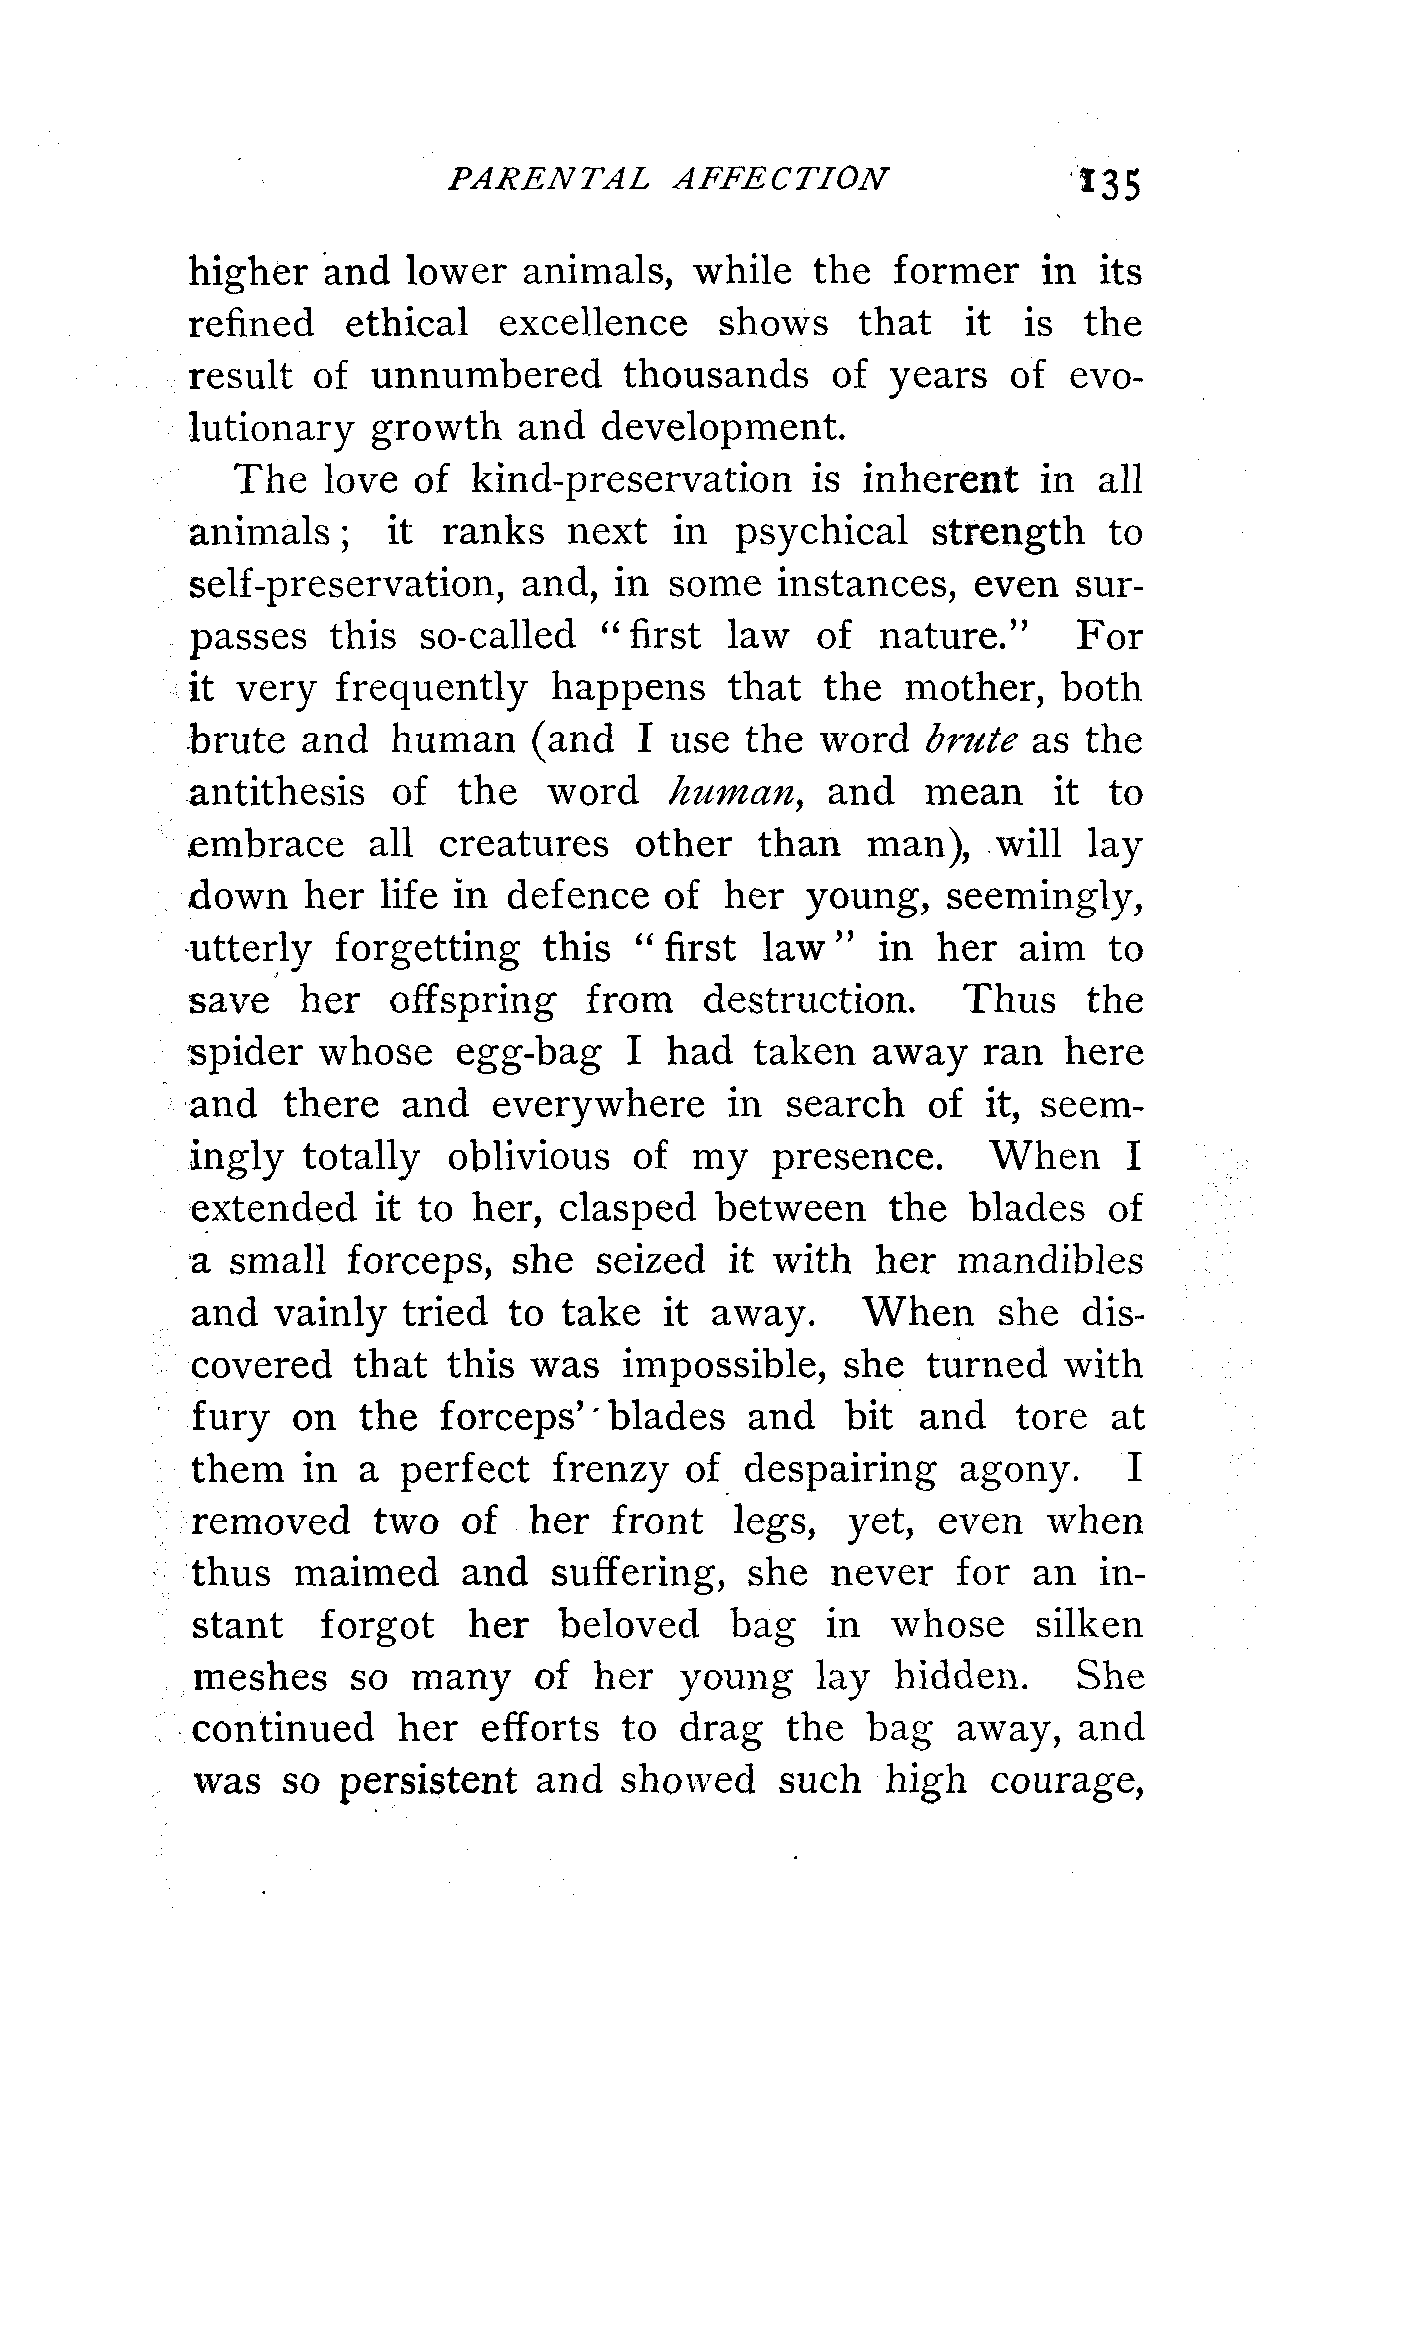 PARENTAL AFFECTION 135
higher and lower animals, while the former in its
refined ethical excellence shows that it is the
result of unnumbered thousands of years of evo-
lutionary growth and development.
The love of kind-preservation is inherent in all
animals; it ranks next in psychical strength to
self-preservation, and, in some instances, even sur-
passes this so-called "first law of nature." For
it very frequently happens that the mother, both
brute and human (and I use the word brute as the
antithesis of the word human, and mean it to
embrace all creatures other than man), will lay
down her life in defence of her young, seemingly,
utterly forgetting this "first law" in her aim to
save her offspring from destruction. Thus the
spider whose egg-bag I had taken away ran here
and there and everywhere in search of it, seem-
ingly totally oblivious of my presence. When I
extended it to her, clasped between the blades of
a small forceps, she seized it with her mandibles
and vainly tried to take it away. When she dis-
covered that this was impossible, she turned with
fury on the forceps' blades and bit and tore at
them in a perfect frenzy of despairing agony. I
removed two of her front legs, yet, even when
thus maimed and suffering, she never for an in-
stant forgot her beloved bag in whose silken
meshes so many of her young lay hidden. She
continued her efforts to drag the bag away, and
was so persistent and showed such high courage,